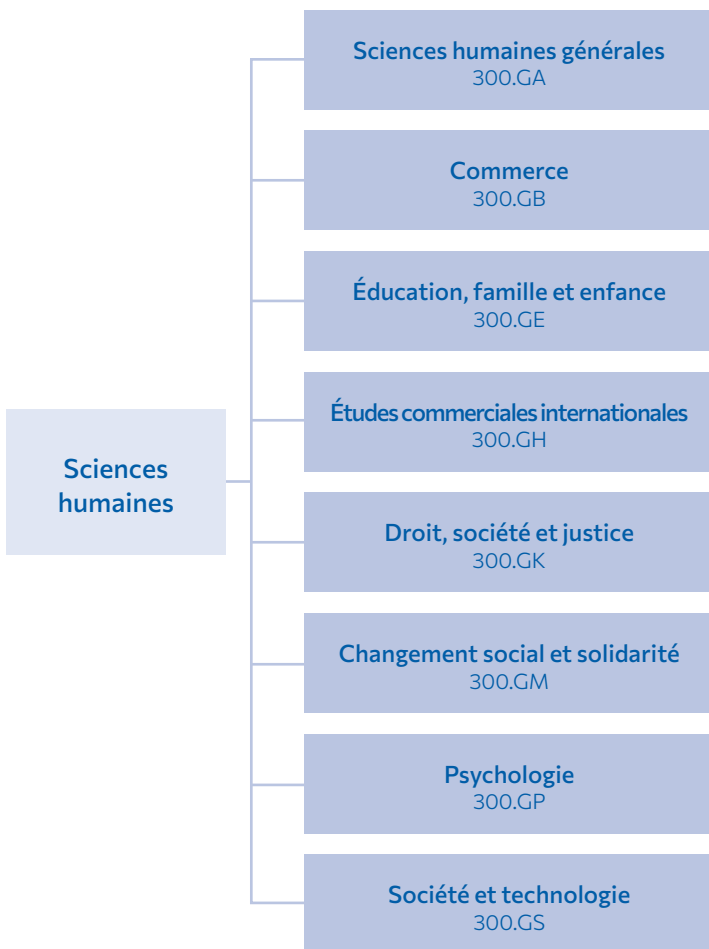 Sciences humaines générales
300.GA
Commerce
300.GB
Éducation, famille et enfance
300.GE
Études commerciales internationales
300.GH
Sciences
humaines
Droit, société et justice
300.GK
Changement social et solidarité
300.GM
Psychologie
300.GP
Société et technologie
300.GS